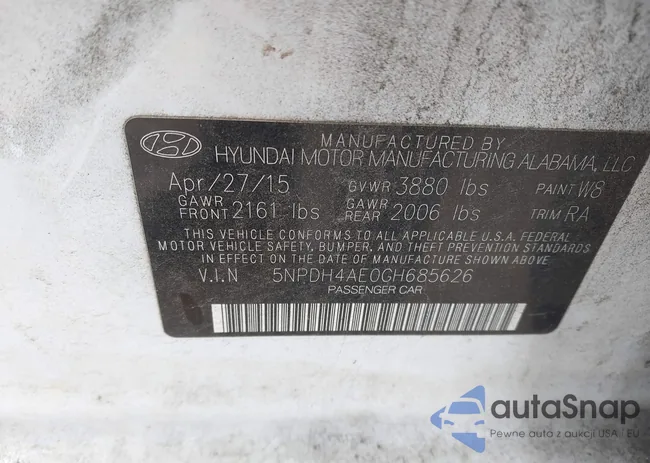 MANUFACTURED BY
HYUNDAI MOTOR MANUFACTURING ALABAMA, LLC
Apr/27/15 GVWR 3880 lbs PAINT W8
GAWR FRONT 2161 lbs GAWR REAR 2006 lbs TRIM RA
THIS VEHICLE CONFORMS TO ALL APPLICABLE U.S.A. FEDERAL
MOTOR VEHICLE SAFETY, BUMPER, AND THEFT PREVENTION STANDARDS
IN EFFECT ON THE DATE OF MANUFACTURE SHOWN ABOVE
V.I.N 5NPDH4AE0GH685626
PASSENGER CAR
autaSnap
Pewne auto z aukcji USA i EU